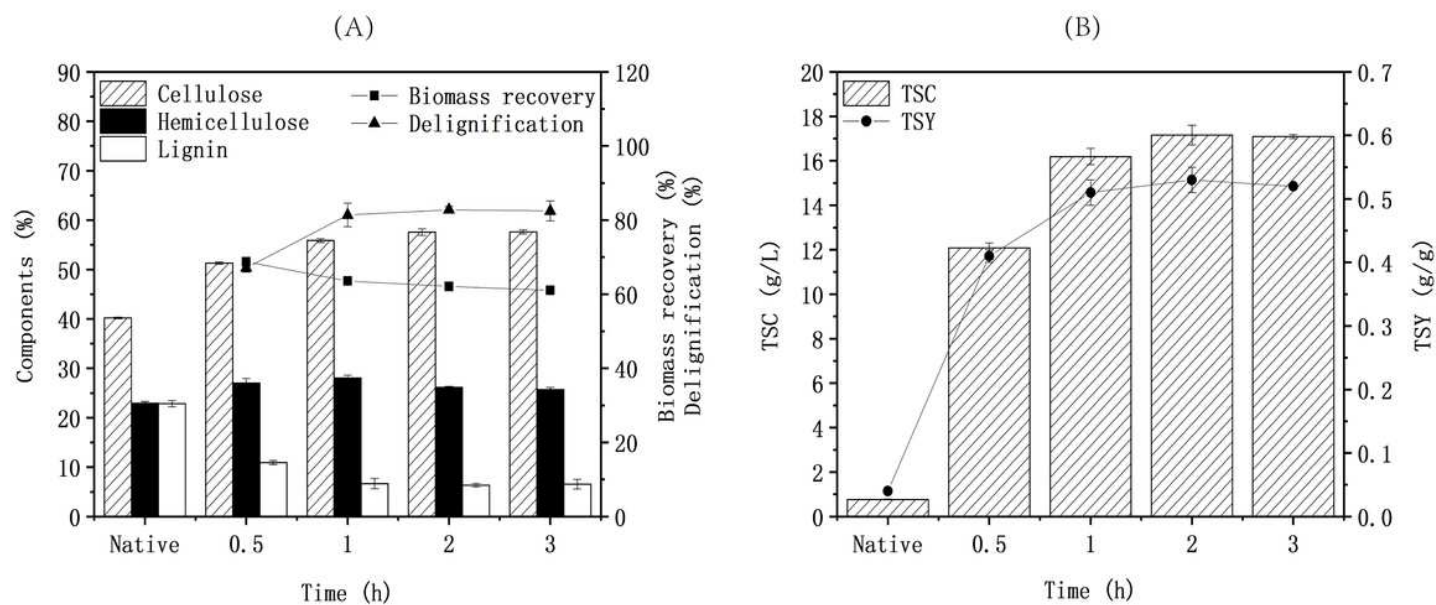 (A)
90
80
70
60
50
40
30
20
10
0
Components (%)
Cellulose
Hemicellulose
Lignin
Biomass recovery
Delignification
120
100
80
60
40
20
0
Biomass recovery (%)
Delignification (%)
Native 0.5 1 2 3
Time (h)
(B)
20
18
16
14
12
10
8
6
4
2
0
TSC (g/L)
TSC
TSY
0.7
0.6
0.5
0.4
0.3
0.2
0.1
0.0
TSY (g/g)
Native 0.5 1 2 3
Time (h)